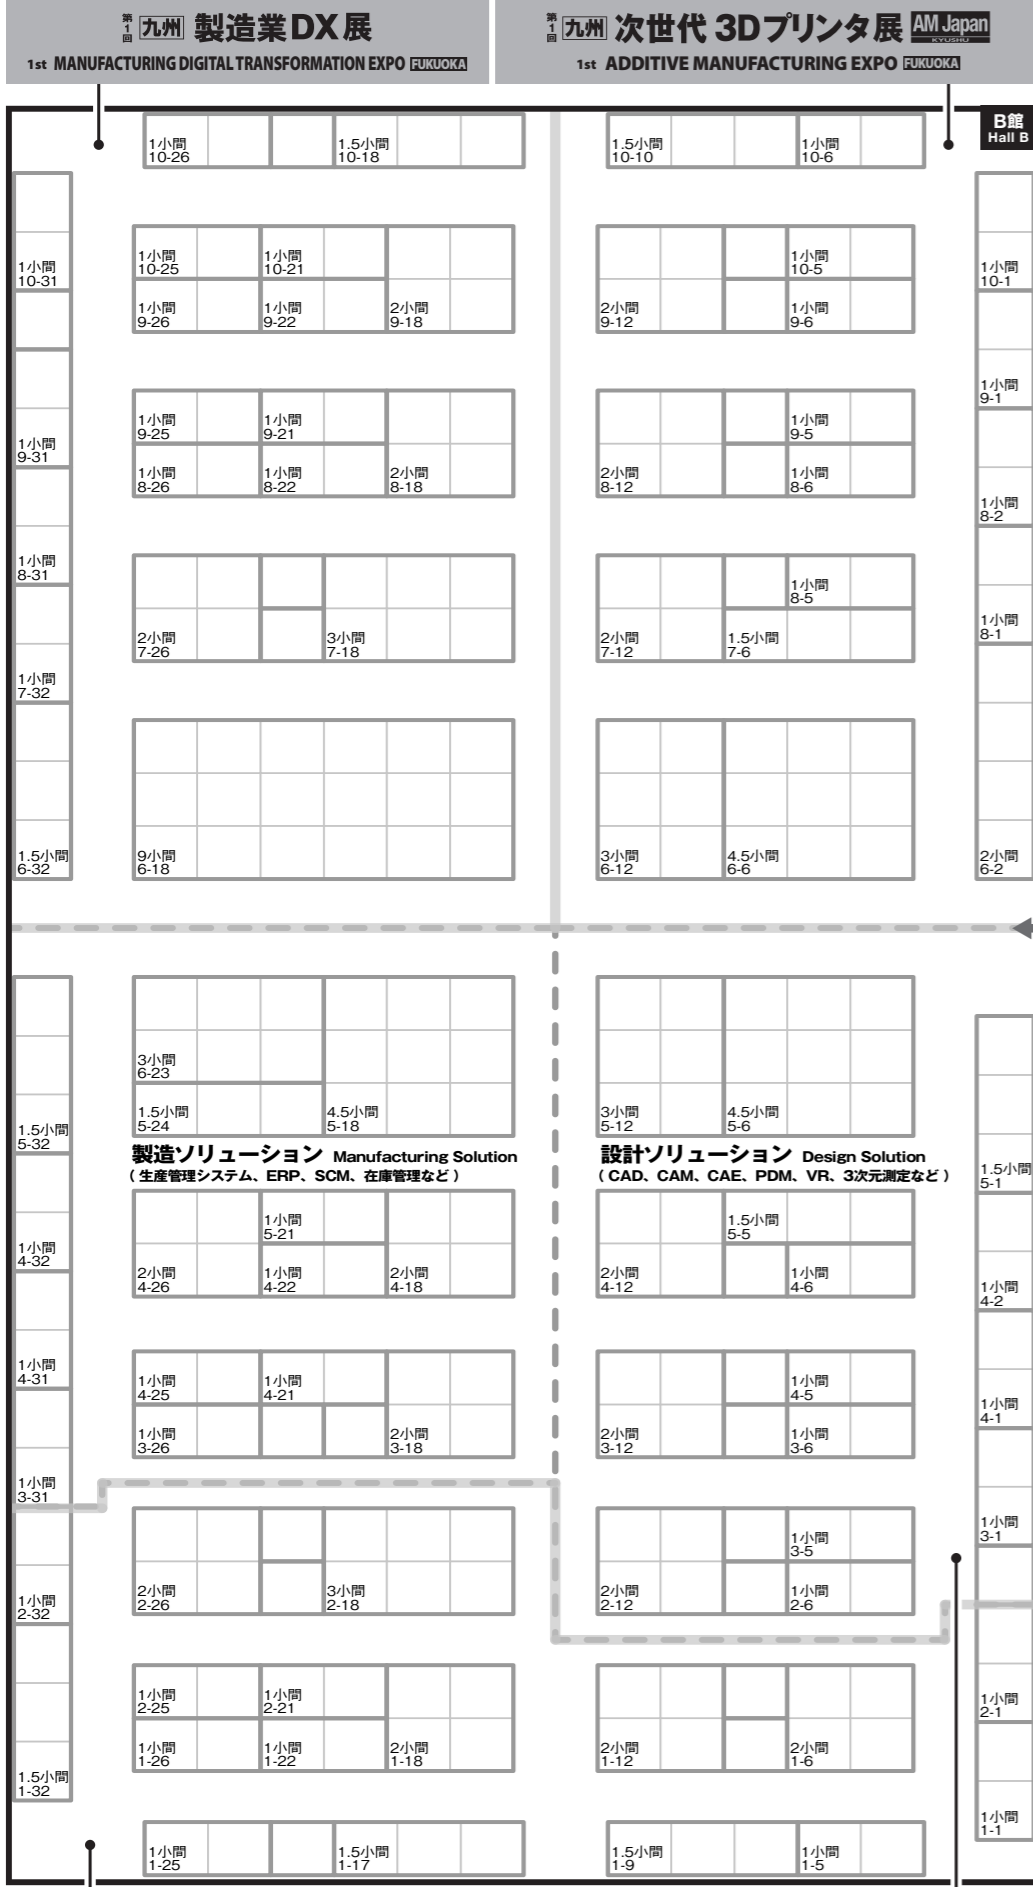 第1回 九州 製造業DX展
1st MANUFACTURING DIGITAL TRANSFORMATION EXPO FUKUOKA
第1回 九州 次世代 3Dプリンタ展 AM Japan KYUSHU
1st ADDITIVE MANUFACTURING EXPO FUKUOKA
B館
Hall B
1小間 1.5小間 1.5小間 1小間
10-26 10-18 10-10 10-6
1小間 1小間 1小間
10-25 10-21 10-5
1小間 1小間
10-31 10-1
1小間 1小間 2小間 2小間 1小間
9-26 9-22 9-18 9-12 9-6
1小間
9-1
1小間 1小間 1小間
9-25 9-21 9-5
1小間
9-31
1小間 1小間 2小間 2小間 1小間
8-26 8-22 8-18 8-12 8-6
1小間
8-2
1小間
8-31
1小間
8-5
1小間
8-1
2小間 3小間 2小間 1.5小間
7-26 7-18 7-12 7-6
1小間
7-32
1.5小間 9小間 3小間 4.5小間 2小間
6-32 6-18 6-12 6-6 6-2
3小間
6-23
1.5小間 4.5小間 3小間 4.5小間
5-24 5-18 5-12 5-6
1.5小間
5-32
製造ソリューション Manufacturing Solution
(生産管理システム、ERP、SCM、在庫管理など)
設計ソリューション Design Solution
(CAD、CAM、CAE、PDM、VR、3次元測定など)
1.5小間
5-1
1小間 1.5小間
5-21 5-5
1小間
4-32
2小間 1小間 2小間 2小間 1小間
4-26 4-22 4-18 4-12 4-6
1小間
4-2
1小間
4-31
1小間 1小間 1小間
4-25 4-21 4-5
1小間
4-1
1小間 2小間 2小間 1小間
3-26 3-18 3-12 3-6
1小間
3-31
1小間
3-1
1小間
3-5
2小間 3小間 2小間 1小間
2-26 2-18 2-12 2-6
1小間
2-32
1小間 1小間
2-25 2-21
1小間
2-1
1小間 1小間 2小間 2小間 2小間
1-26 1-22 1-18 1-12 1-6
1.5小間
1-32
1小間
1-1
1小間 1.5小間 1.5小間 1小間
1-25 1-17 1-9 1-5